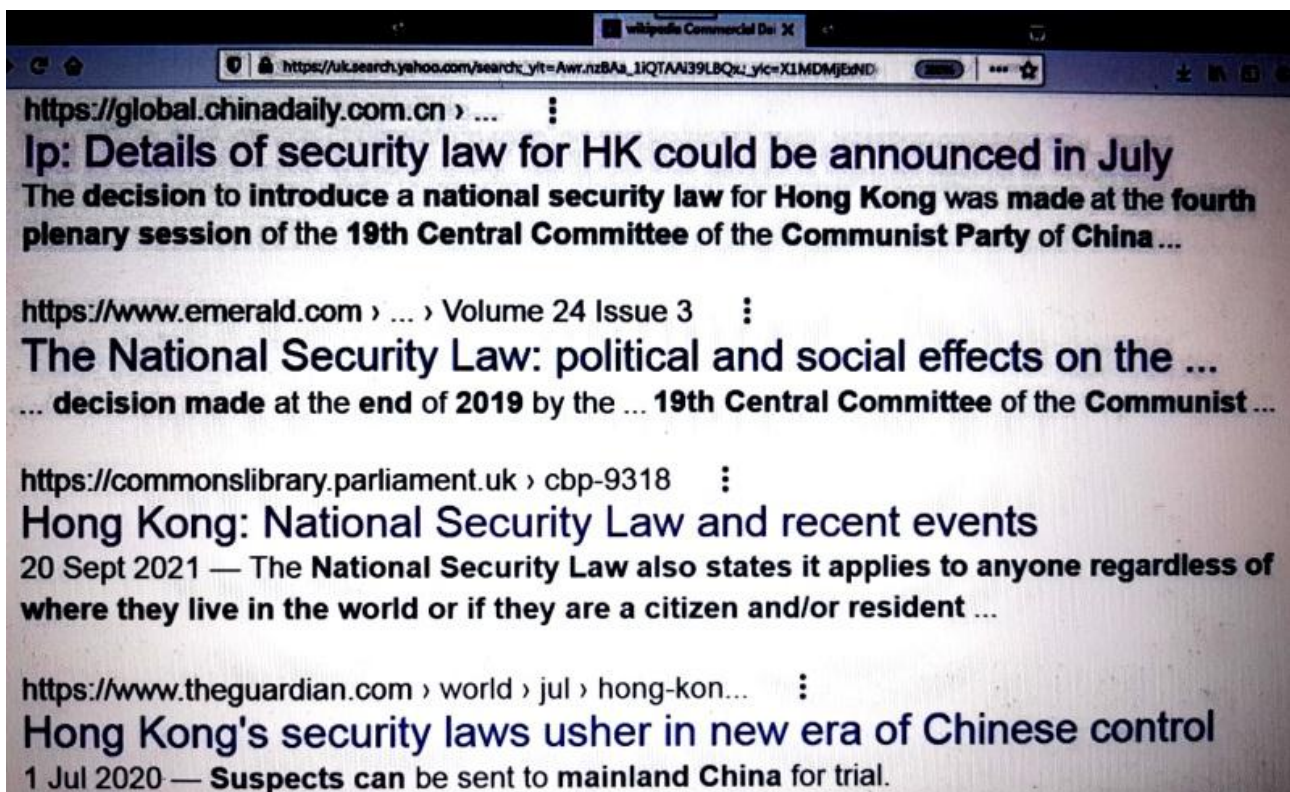 wikipedia Commercial Dai
https://uk.search.yahoo.com/search;_ylt=
https://global.chinadaily.com.cn › ...
Ip: Details of security law for HK could be announced in July
The decision to introduce a national security law for Hong Kong was made at the fourth
plenary session of the 19th Central Committee of the Communist Party of China...
https://www.emerald.com › ... › Volume 24 Issue 3
The National Security Law: political and social effects on the ...
... decision made at the end of 2019 by the ... 19th Central Committee of the Communist ...
https://commonslibrary.parliament.uk › cbp-9318
Hong Kong: National Security Law and recent events
20 Sept 2021 — The National Security Law also states it applies to anyone regardless of
where they live in the world or if they are a citizen and/or resident ...
https://www.theguardian.com › world › jul › hong-kon...
Hong Kong's security laws usher in new era of Chinese control
1 Jul 2020 — Suspects can be sent to mainland China for trial.